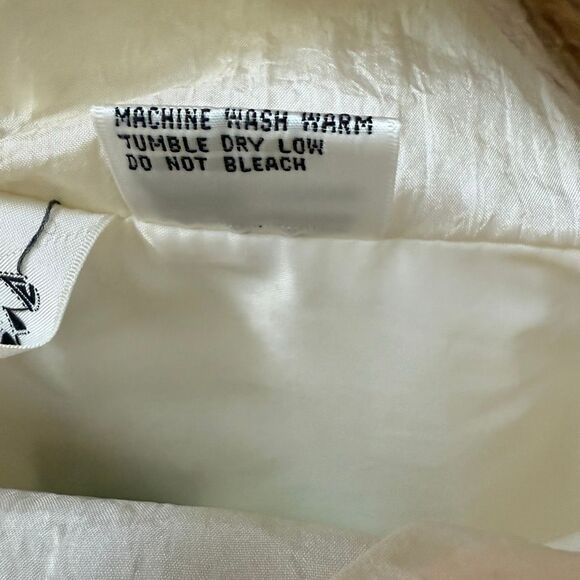 MACHINE WASH WARM
TUMBLE DRY LOW
DO NOT BLEACH